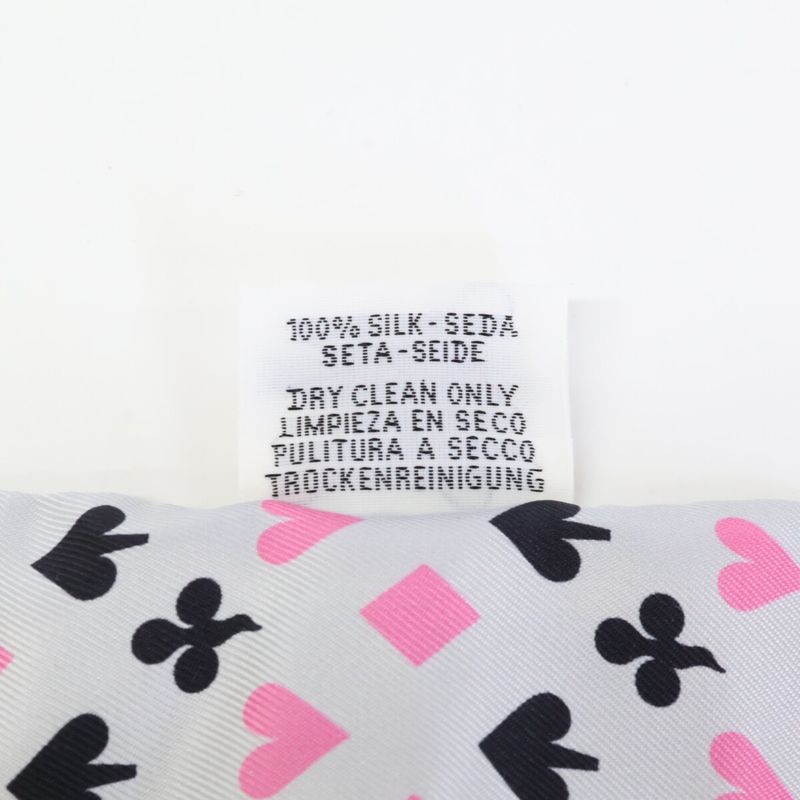 100% SILK-SEDA
SETA-SEIDE
DRY CLEAN ONLY
LIMPIEZA EN SECO
PULITURA A SECCO
TROCKENREINIGUNG